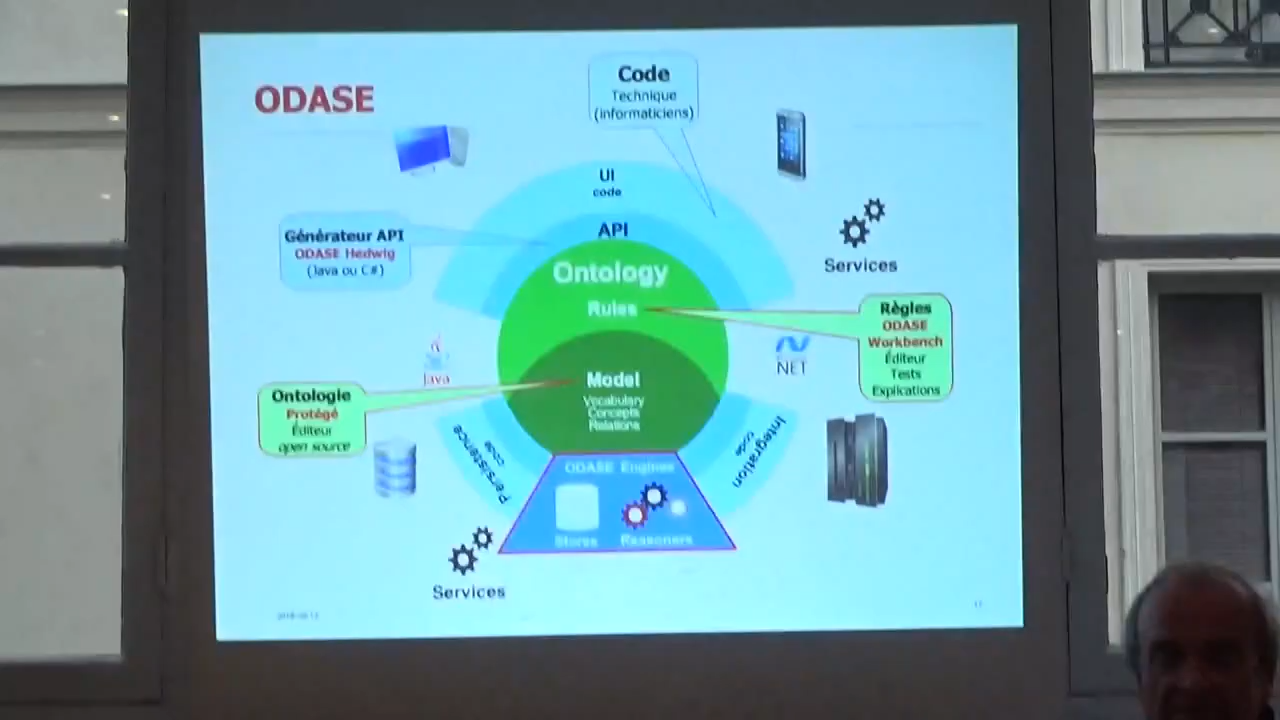 ODASE
Code
Technique
(informaticiens)
UI
code
API
Générateur API
ODASE Hedwig
(Java ou C#)
Ontology
Rules
Services
Règles
ODASE
Workbench
Éditeur
Tests
Explications
Java
.NET
Model
Vocabulary
Concepts
Relations
Ontologie
Protégé
Éditeur
open source
Persistence
code
Integration
code
ODASE Engines
Stores Reasoners
Services